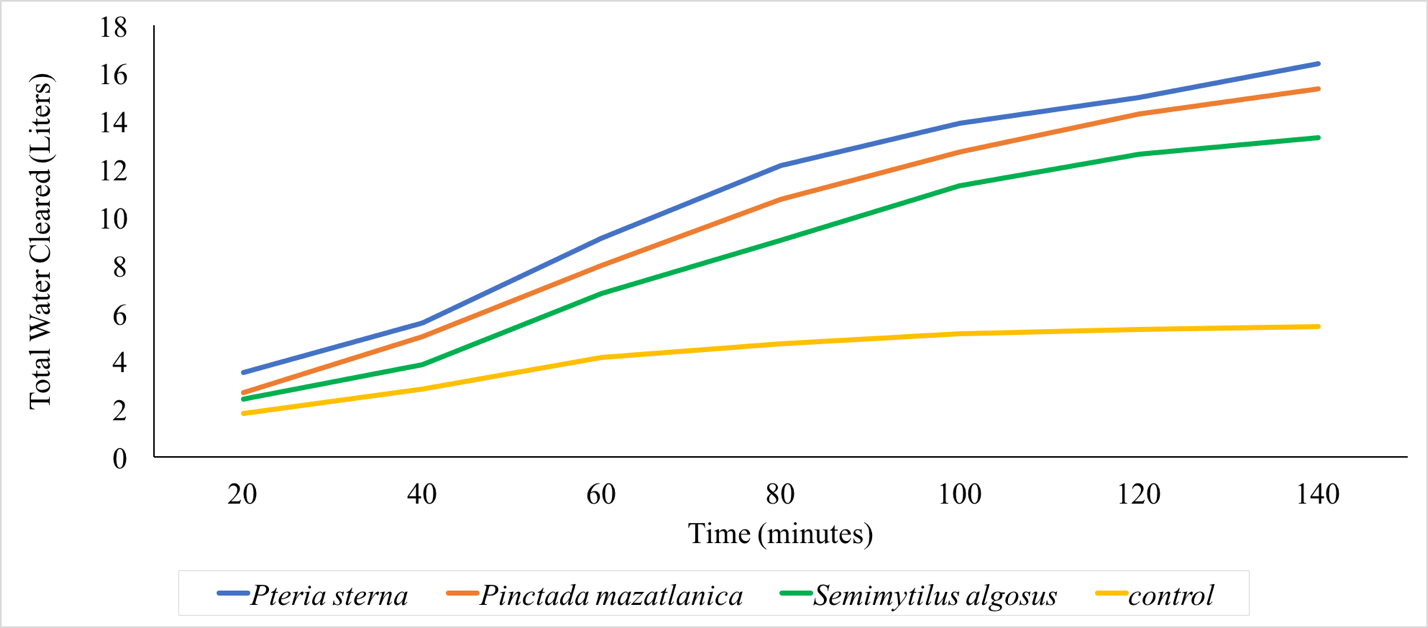 Total Water Cleared (Liters)
18
16
14
12
10
8
6
4
2
0
20 40 60 80 100 120 140
Time (minutes)
Pteria sterna Pinctada mazatlanica Semimytilus algosus control